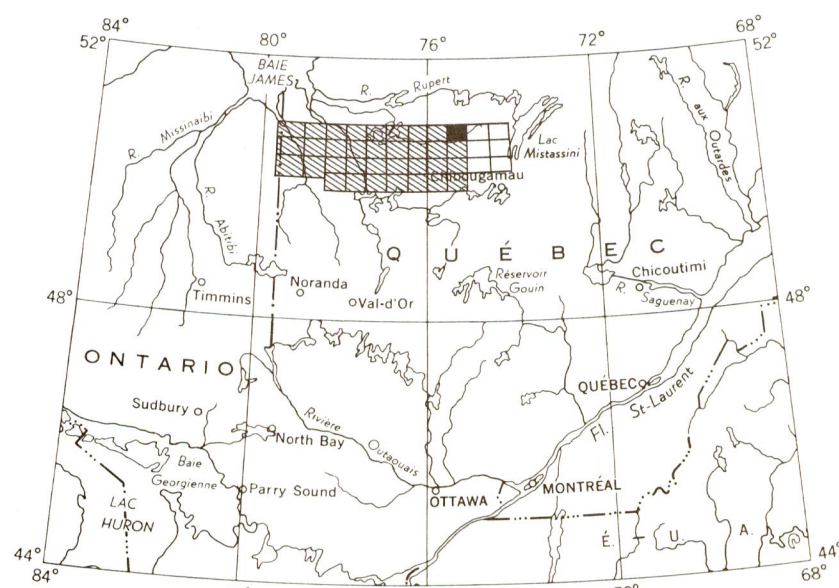 84°
80°
76°
72°
68°
52°
52°
BAIE
JAMES
R. Rupert
R. aux Outardes
R. Missinaibi
Lac
Mistassini
Chibougamau
R. Abitibi
QUÉBEC
Chicoutimi
Réservoir
Gouin
R. Saguenay
Noranda
Timmins
Val-d'Or
48°
48°
ONTARIO
QUÉBEC
Fl. St-Laurent
Sudbury
Rivière Outaouais
North Bay
Baie
Georgienne
Parry Sound
OTTAWA
MONTRÉAL
LAC
HURON
É. U. A.
44°
44°
84°
68°